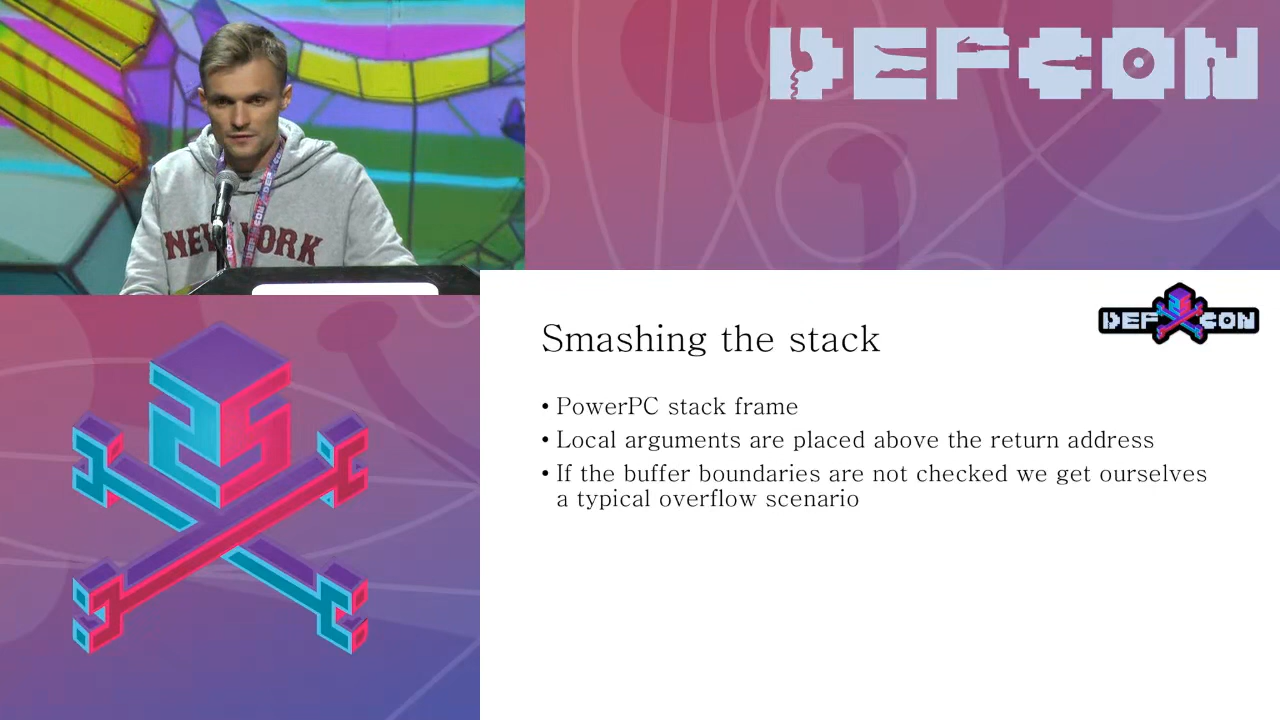 DEFCON
NEW YORK
DEF CON
Smashing the stack
• PowerPC stack frame
• Local arguments are placed above the return address
• If the buffer boundaries are not checked we get ourselves
a typical overflow scenario